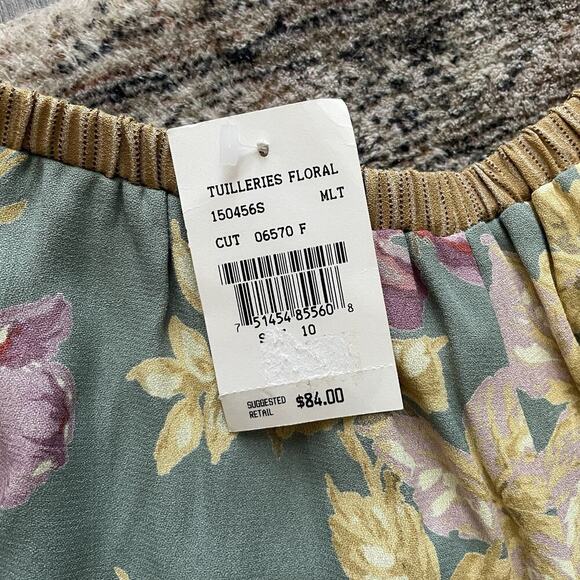 TUILLERIES FLORAL
150456S MLT
CUT 06570 F
7 51454 85560 8
10
SUGGESTED
RETAIL $84.00